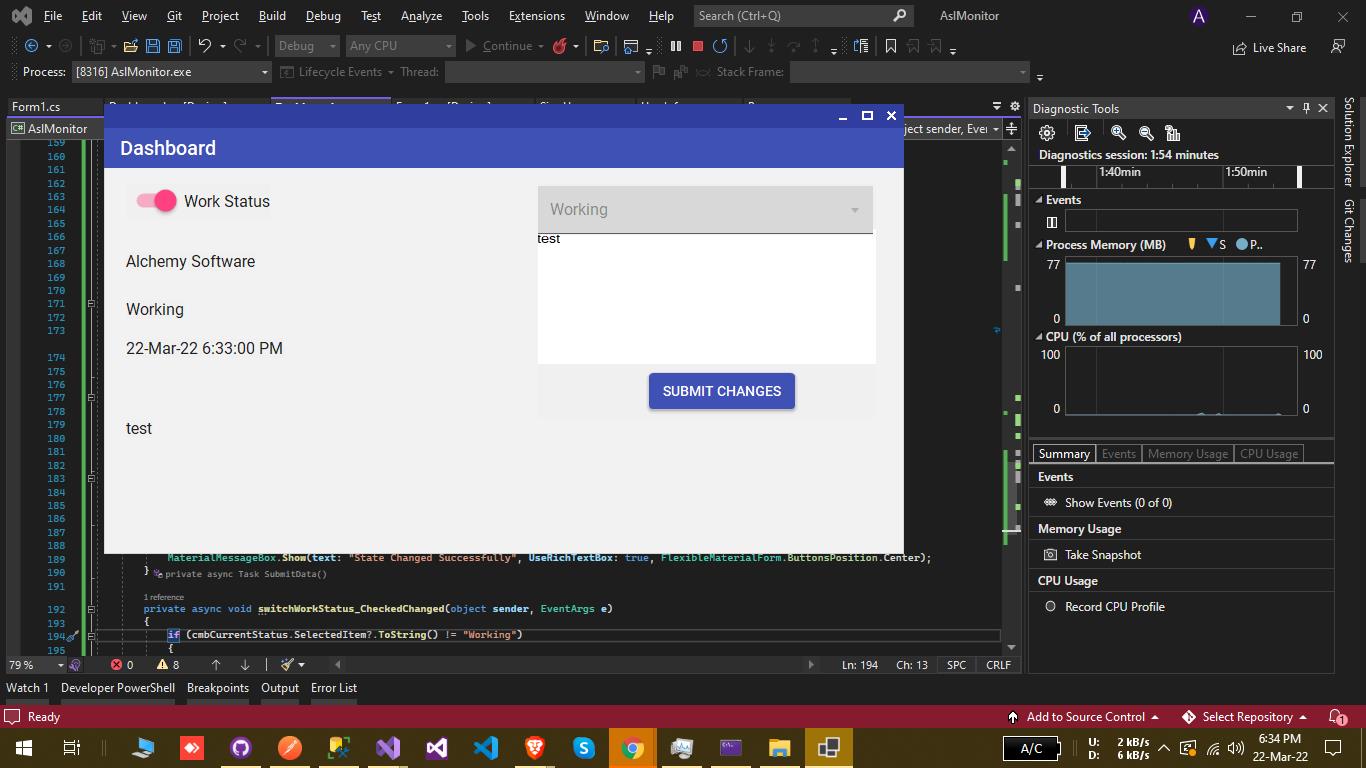 File Edit View Git Project Build Debug Test Analyze Tools Extensions Window Help Search (Ctrl+Q) AslMonitor A
Debug Any CPU Continue Live Share
Process: [8316] AslMonitor.exe Lifecycle Events Thread: Stack Frame:
Form1.cs
AslMonitor
ject sender, Ever
Dashboard
Work Status
Alchemy Software
Working
22-Mar-22 6:33:00 PM
test
Working
test
SUBMIT CHANGES
159
160
161
162
163
164
165
166
167
168
169
170
171
172
173
174
175
176
177
178
179
180
181
182
183
184
185
186
187
188
189 MaterialMessageBox.Show(text: "State Changed Successfully", UseRichTextBox: true, FlexibleMaterialForm.ButtonsPosition.Center);
190 } private async Task SubmitData()
191
1 reference
192 private async void switchWorkStatus_CheckedChanged(object sender, EventArgs e)
193 {
194 if (cmbCurrentStatus.SelectedItem?.ToString() != "Working")
195 {
79 % 0 8 Ln: 194 Ch: 13 SPC CRLF
Diagnostic Tools
Diagnostics session: 1:54 minutes
1:40min 1:50min
Events
Process Memory (MB) S P..
77 77
0 0
CPU (% of all processors)
100 100
0 0
Summary Events Memory Usage CPU Usage
Events
Show Events (0 of 0)
Memory Usage
Take Snapshot
CPU Usage
Record CPU Profile
Solution Explorer
Git Changes
Watch 1 Developer PowerShell Breakpoints Output Error List
Ready Add to Source Control Select Repository 1
A/C U: 2 kB/s 6:34 PM
D: 6 kB/s 22-Mar-22